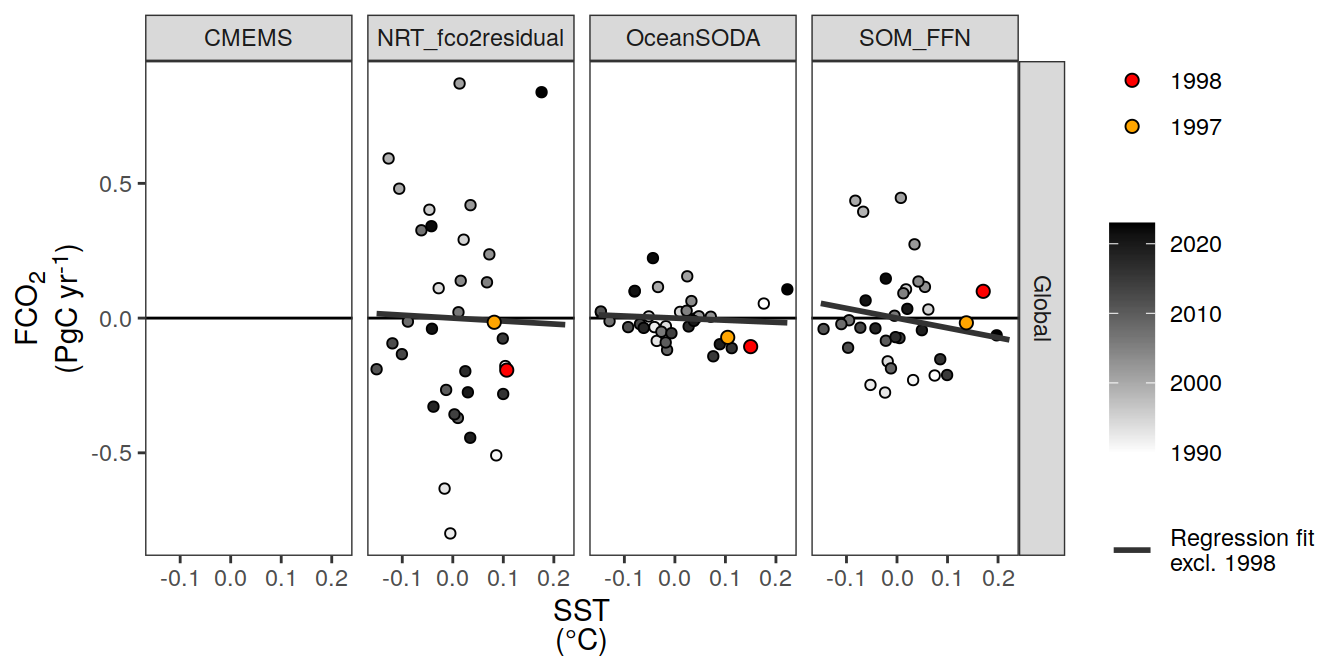 CMEMS
NRT_fco2residual
OceanSODA
SOM_FFN
Global
FCO₂
(PgC yr⁻¹)
0.5
0.0
-0.5
-0.1 0.0 0.1 0.2
-0.1 0.0 0.1 0.2
-0.1 0.0 0.1 0.2
-0.1 0.0 0.1 0.2
SST
(°C)
1998
1997
2020
2010
2000
1990
Regression fit
excl. 1998